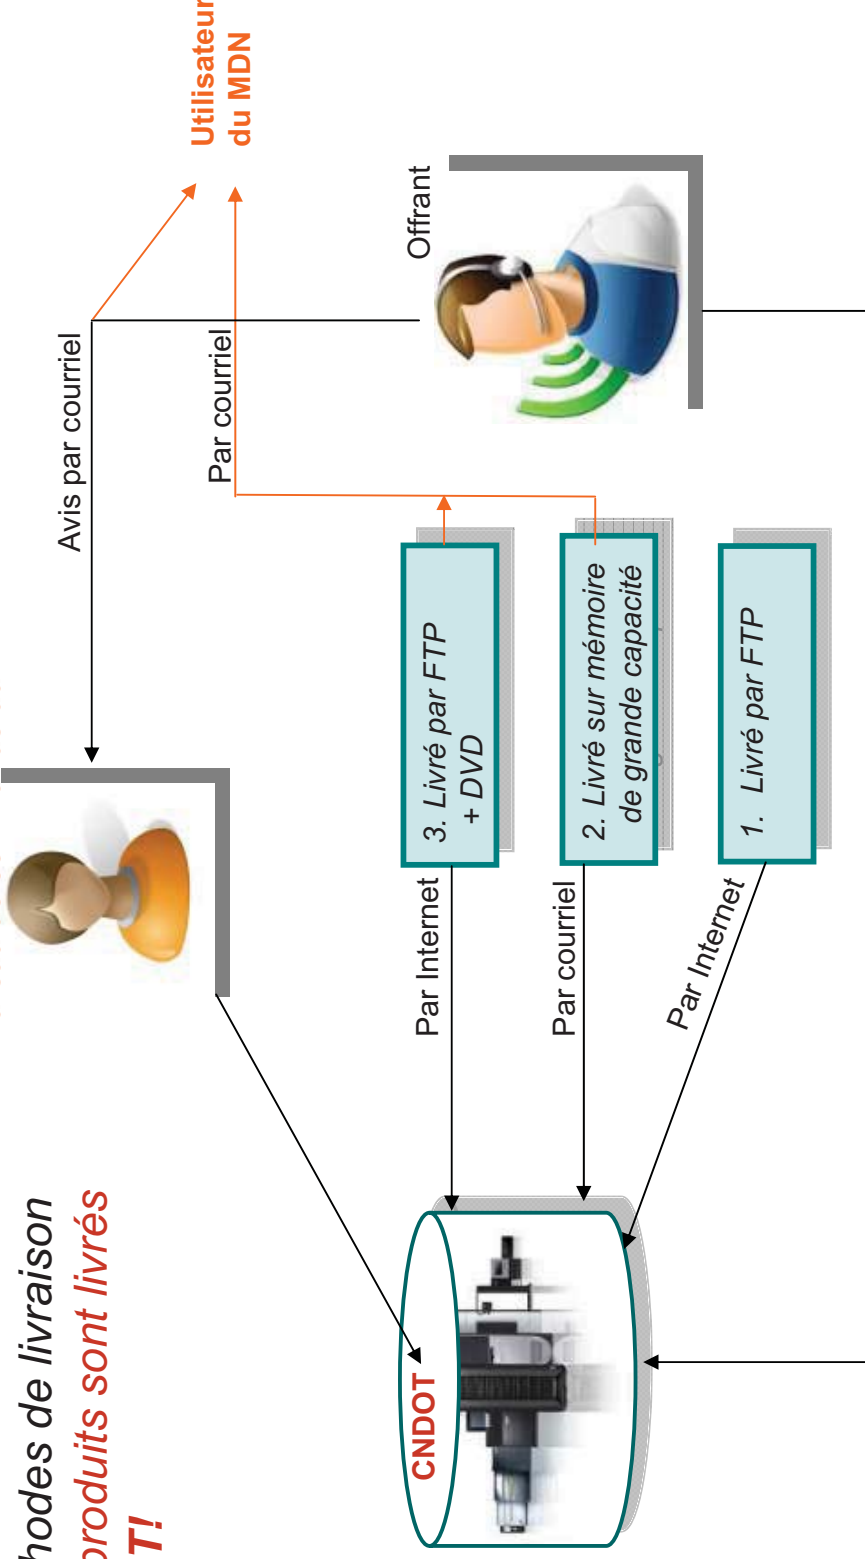 hodes de livraison
produits sont livrés
T!
Avis par courriel
Utilisateur
du MDN
Par courriel
Offrant
CNDOT
Par Internet
3. Livré par FTP
+ DVD
Par courriel
2. Livré sur mémoire
de grande capacité
Par Internet
1. Livré par FTP